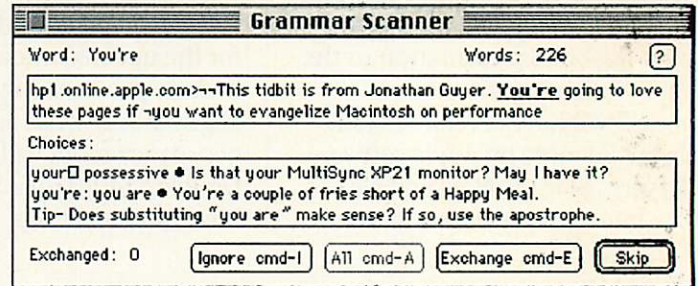 Grammar Scanner
Word: You're Words: 226 ?
hp1.online.apple.com>¬¬This tidbit is from Jonathan Guyer. You're going to love
these pages if ¬you want to evangelize Macintosh on performance
Choices:
your□ possessive • Is that your MultiSync XP21 monitor? May I have it?
you're: you are • You're a couple of fries short of a Happy Meal.
Tip- Does substituting "you are" make sense? If so, use the apostrophe.
Exchanged: 0 Ignore cmd-I All cmd-A Exchange cmd-E Skip